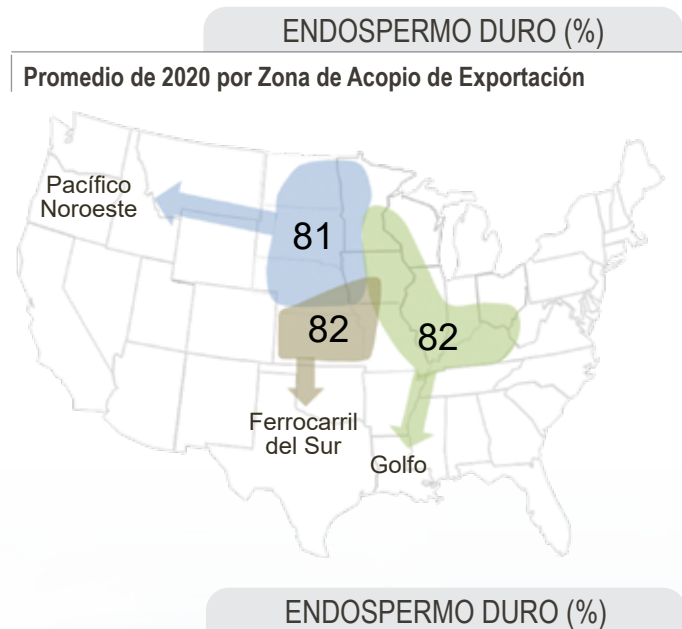 ENDOSPERMO DURO (%)
Promedio de 2020 por Zona de Acopio de Exportación
Pacífico
Noroeste
81
82
82
Ferrocarril
del Sur
Golfo
ENDOSPERMO DURO (%)